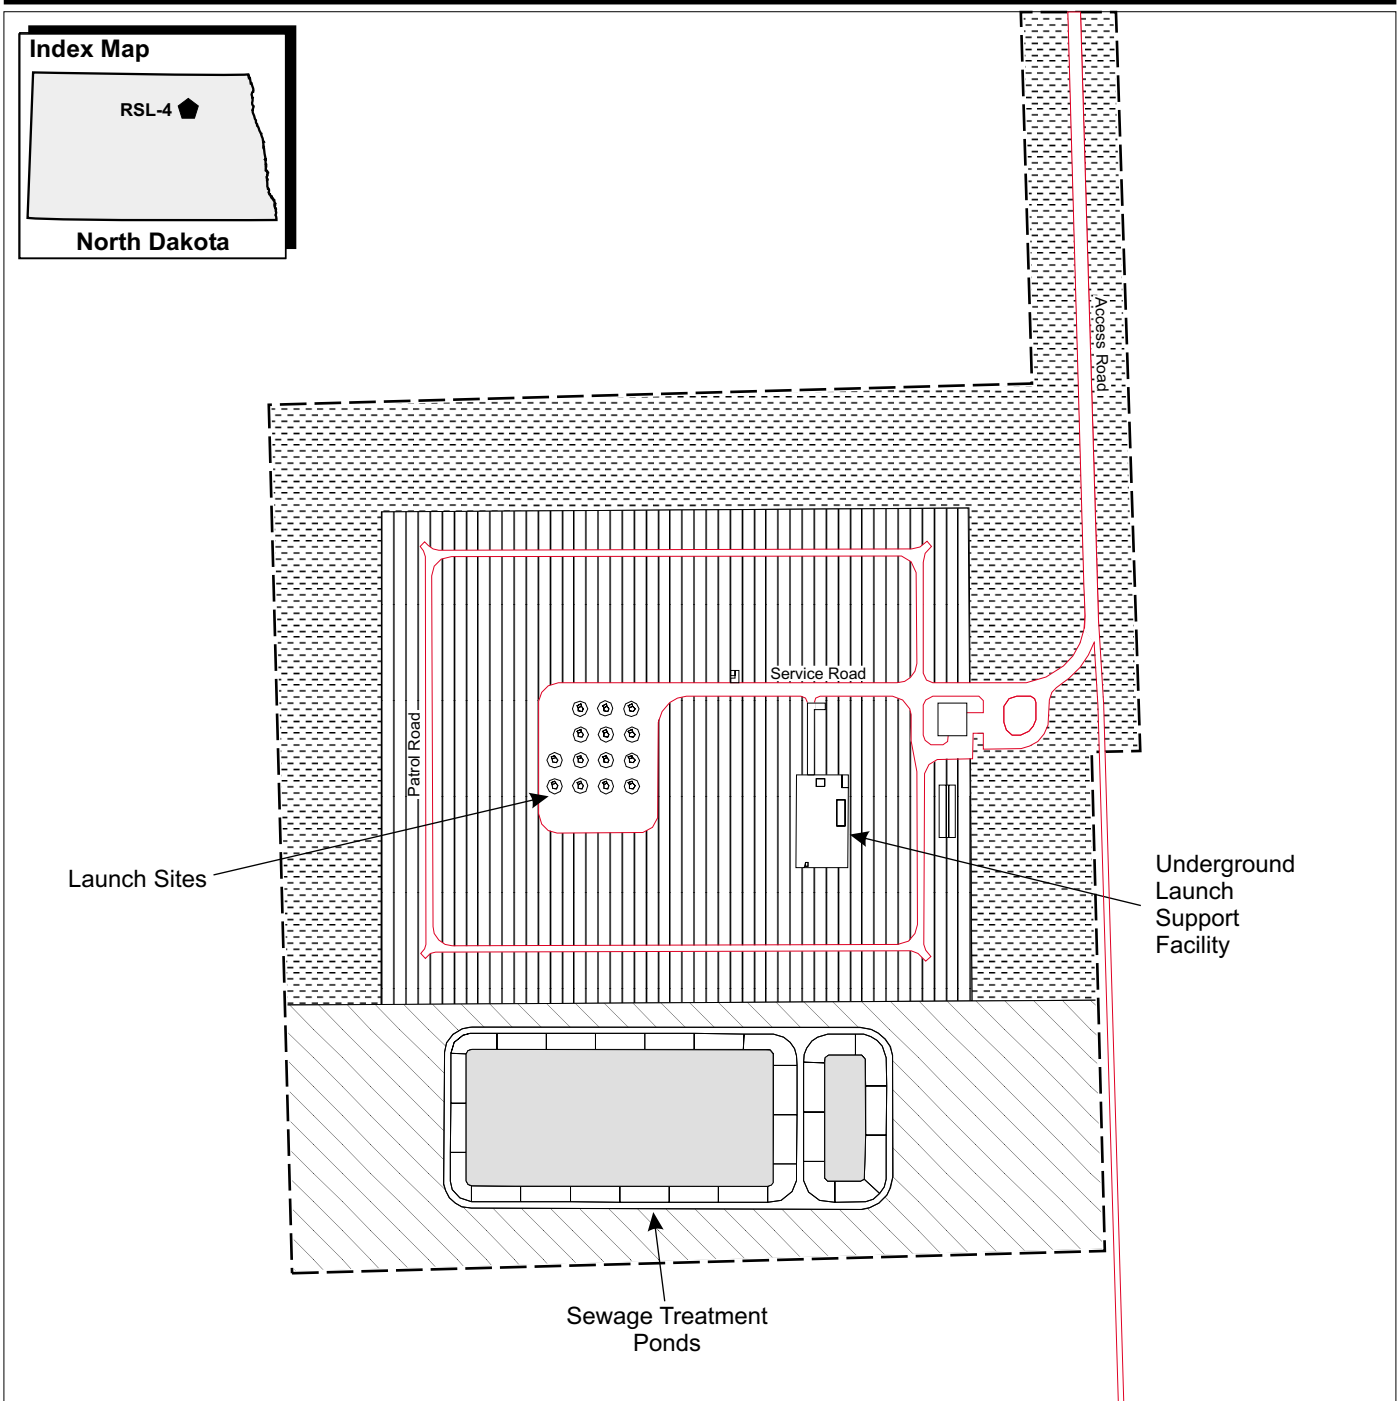 Index Map
RSL-4
North Dakota
Access Road
Service Road
Patrol Road
Launch Sites
Underground
Launch
Support
Facility
Sewage Treatment
Ponds